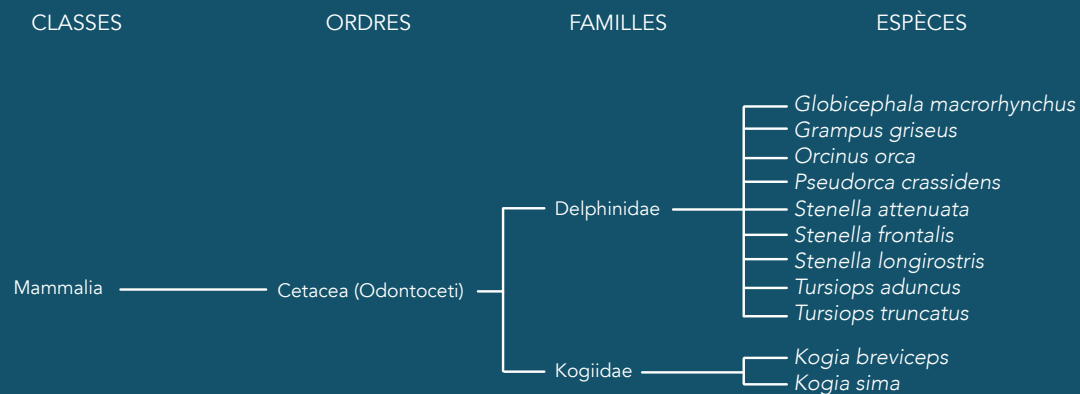 CLASSES ORDRES FAMILLES ESPÈCES
Globicephala macrorhynchus
Grampus griseus
Orcinus orca
Pseudorca crassidens
Delphinidae Stenella attenuata
Stenella frontalis
Stenella longirostris
Mammalia Cetacea (Odontoceti) Tursiops aduncus
Tursiops truncatus
Kogia breviceps
Kogiidae
Kogia sima